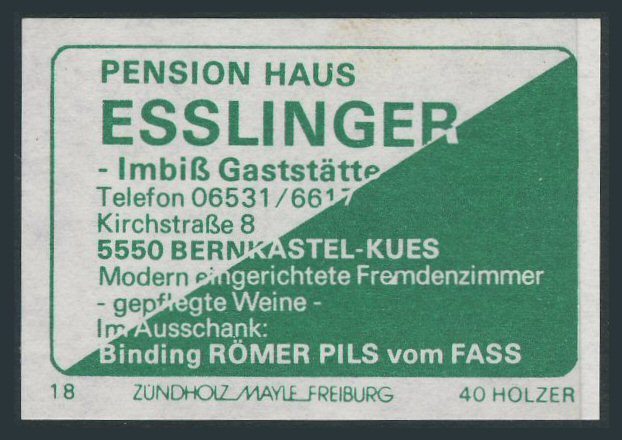 PENSION HAUS
ESSLINGER
- Imbiß Gaststätte
Telefon 06531/6617
Kirchstraße 8
5550 BERNKASTEL-KUES
Modern eingerichtete Fremdenzimmer
- gepflegte Weine -
Im Ausschank:
Binding RÖMER PILS vom FASS
18 ZÜNDHOLZ MAYLE FREIBURG 40 HÖLZER